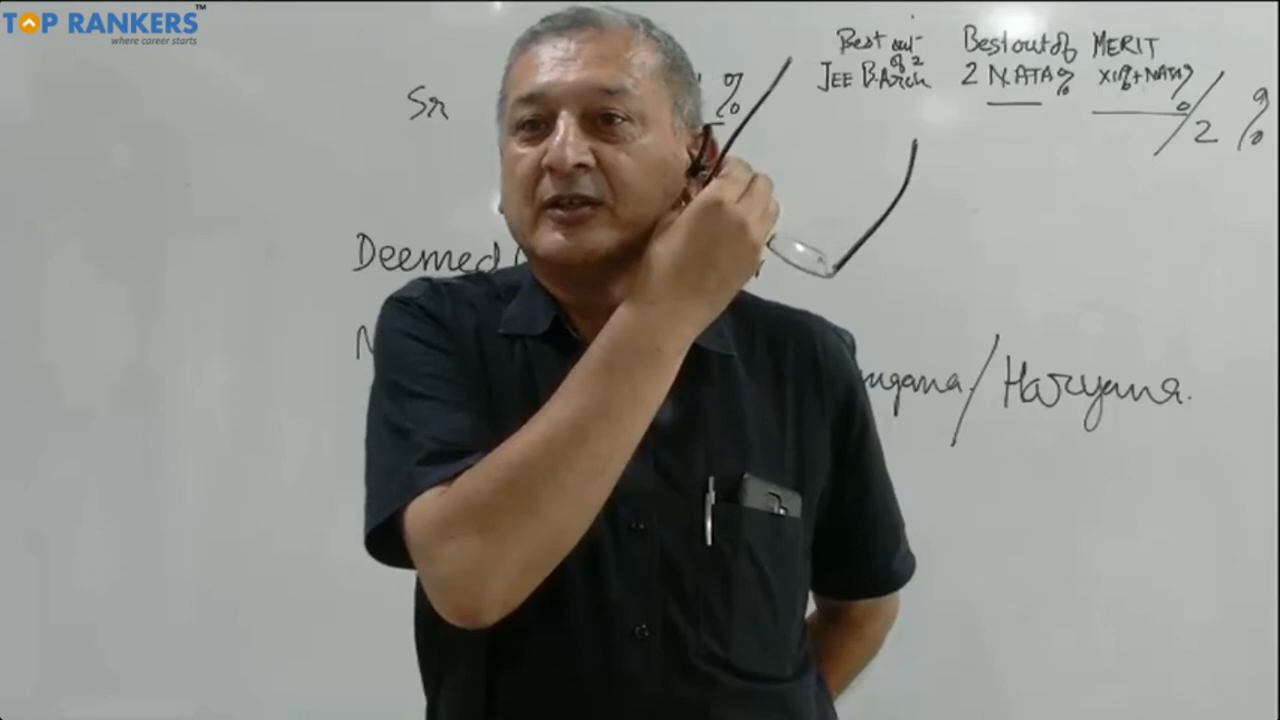 TOP RANKERS™
where career starts
Sr % Best out of 2 JEE B.Arch
Best out of 2 NATA %
MERIT
XII%+NATA%/2 %
Deemed
/ Haryana.